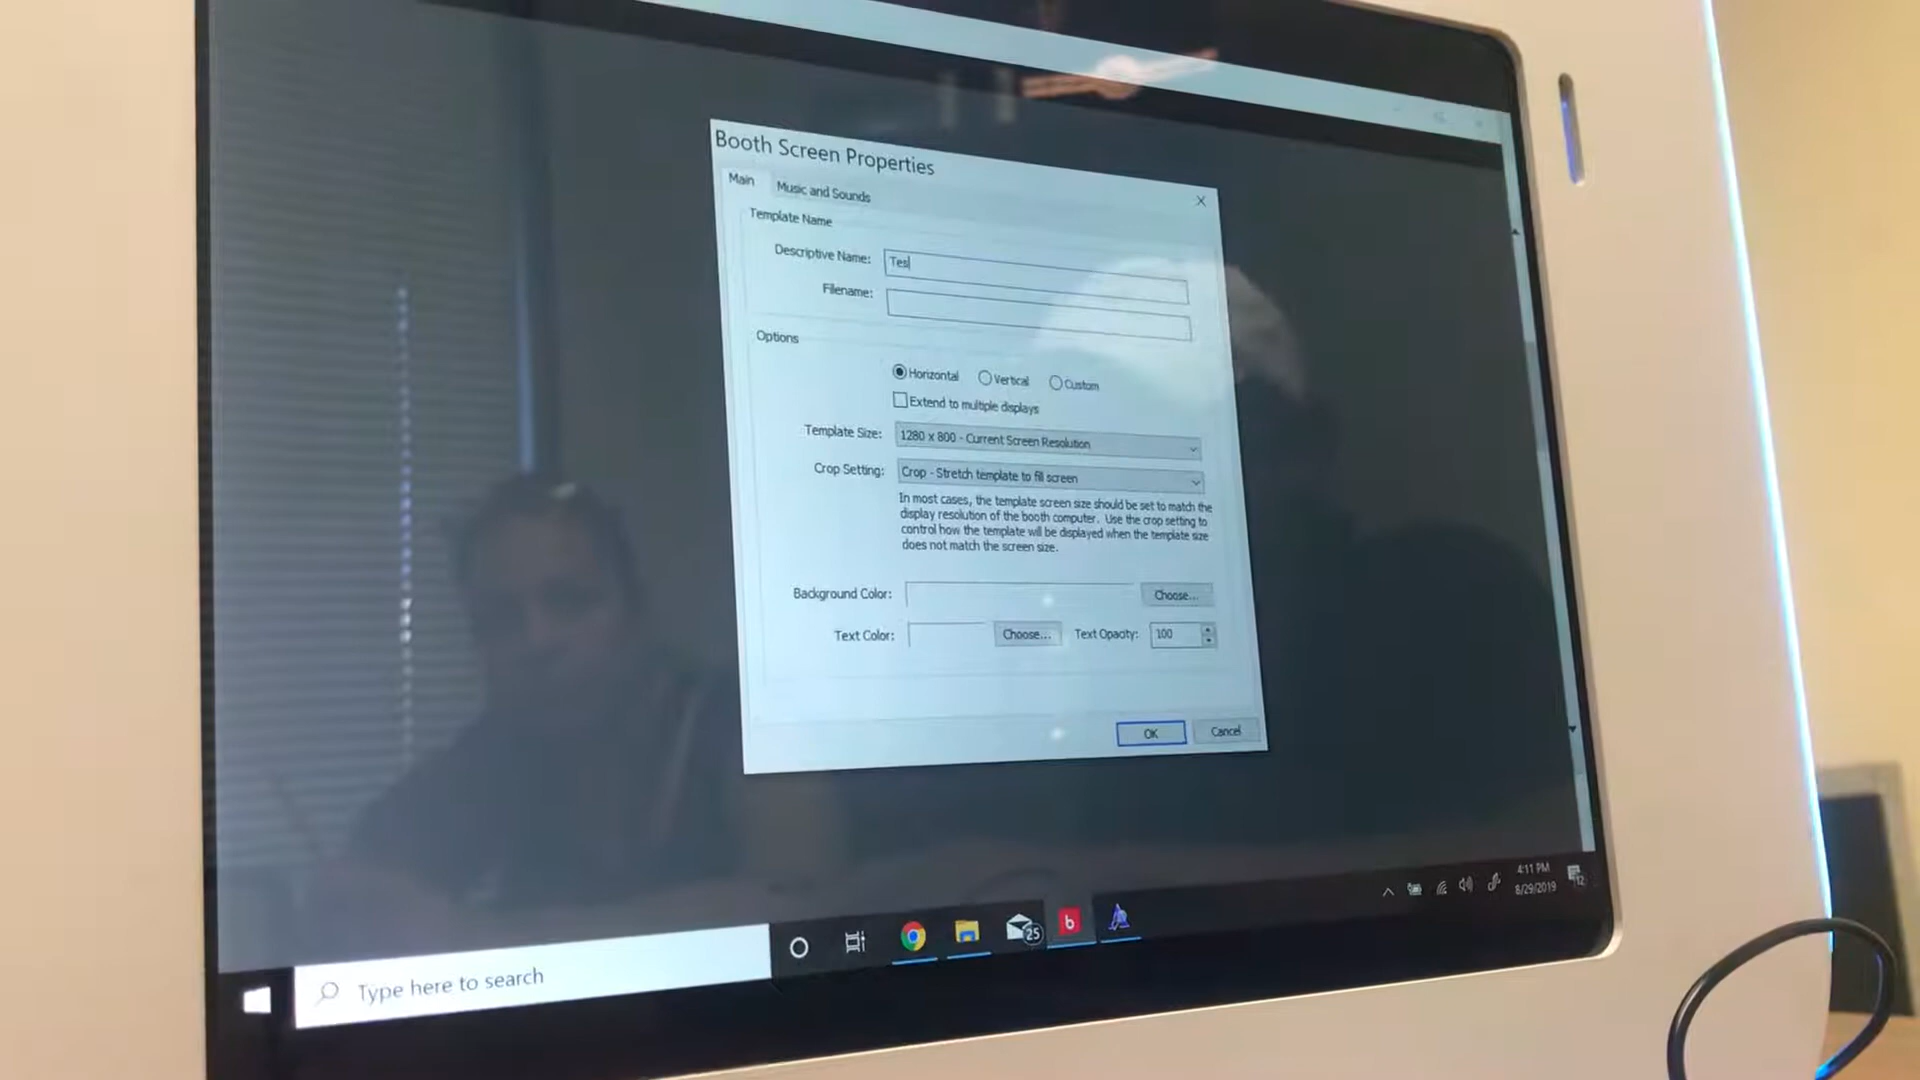 Booth Screen Properties
Main
Music and Sounds
Template Name
Descriptive Name:
Tes
Filename:
Options
Horizontal
Vertical
Custom
Extend to multiple displays
Template Size:
1280 x 800 - Current Screen Resolution
Crop Setting:
Crop - Stretch template to fill screen
In most cases, the template screen size should be set to match the
display resolution of the booth computer. Use the crop setting to
control how the template will be displayed when the template size
does not match the screen size.
Background Color:
Choose...
Text Color:
Choose...
Text Opacity:
100
OK
Cancel
4:11 PM
8/29/2019
12
25
b
Type here to search